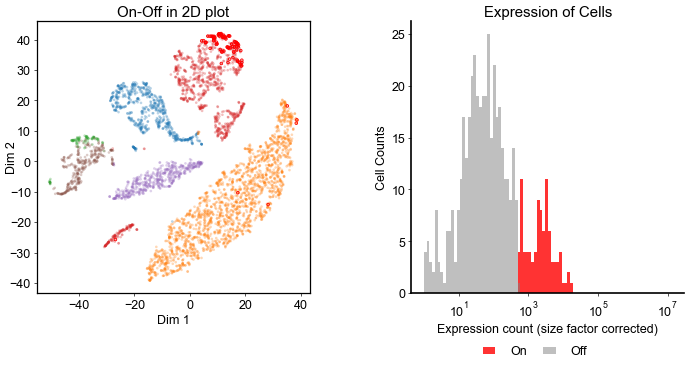 On-Off in 2D plot
40
30
20
10
0
−10
−20
−30
−40
Dim 2
−40 −20 0 20 40
Dim 1
Expression of Cells
25
20
15
10
5
0
Cell Counts
10^1 10^3 10^5 10^7
Expression count (size factor corrected)
On Off